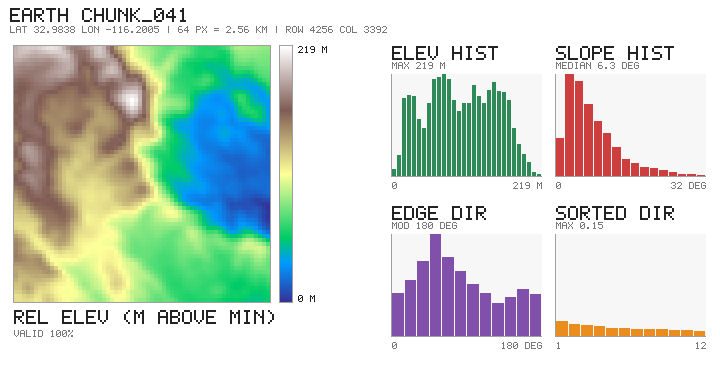 EARTH CHUNK_041
LAT 32.9838 LON -116.2005 | 64 PX = 2.56 KM | ROW 4256 COL 3392
219 M
0 M
REL ELEV (M ABOVE MIN)
VALID 100%
ELEV HIST
MAX 219 M
0 219 M
SLOPE HIST
MEDIAN 6.3 DEG
0 32 DEG
EDGE DIR
MOD 180 DEG
0 180 DEG
SORTED DIR
MAX 0.15
1 12